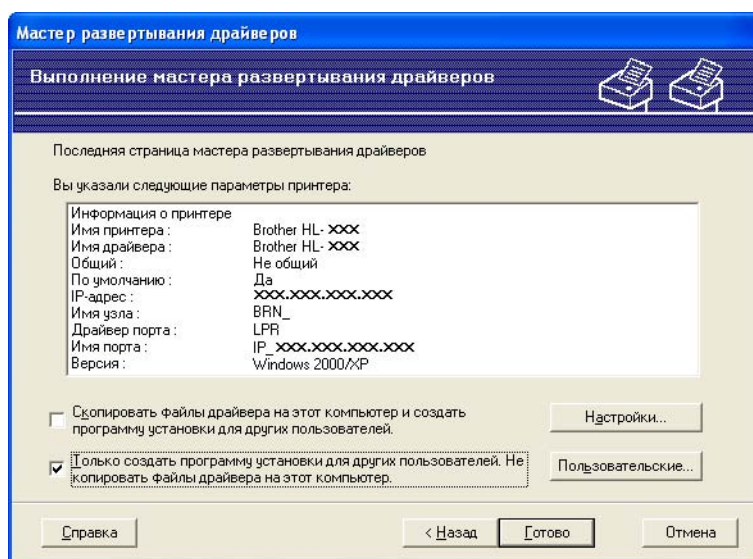 Мастер развертывания драйверов
Выполнение мастера развертывания драйверов
Последняя страница мастера развертывания драйверов
Вы указали следующие параметры принтера:
Информация о принтере
Имя принтера : Brother HL- XXX
Имя драйвера : Brother HL- XXX
Общий : Не общий
По умолчанию : Да
IP-адрес : XXX.XXX.XXX.XXX
Имя узла : BRN_
Драйвер порта : LPR
Имя порта : IP_XXX.XXX.XXX.XXX
Версия : Windows 2000/XP
Скопировать файлы драйвера на этот компьютер и создать
программу установки для других пользователей.
Настройки...
Только создать программу установки для других пользователей. Не
копировать файлы драйвера на этот компьютер.
Пользовательские...
Справка
< Назад
Готово
Отмена